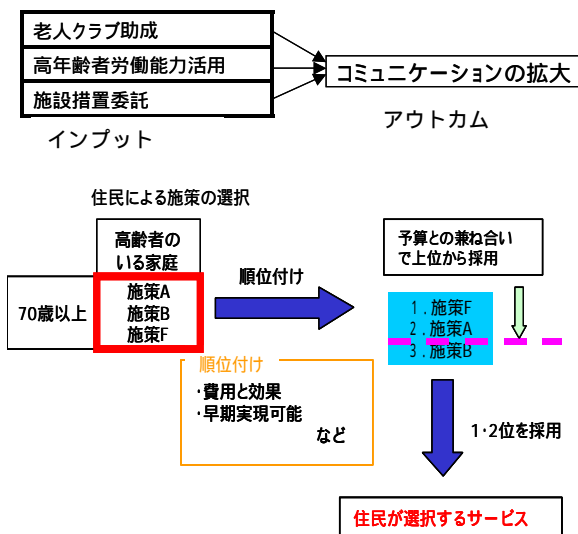 老人クラブ助成
高年齢者労働能力活用
施設措置委託
コミュニケーションの拡大
インプット
アウトカム
住民による施策の選択
高齢者の
いる家庭
70歳以上
施策A
施策B
施策F
順位付け
予算との兼ね合い
で上位から採用
1.施策F
2.施策A
3.施策B
順位付け
・費用と効果
・早期実現可能
など
1・2位を採用
住民が選択するサービス